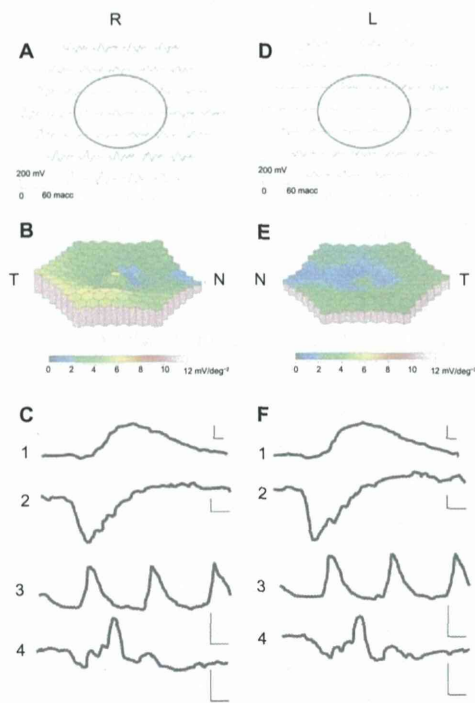 R L
A D
200 mV 200 mV
0 60 macc 0 60 macc
B E
T N N T
0 2 4 6 8 10 12 mV/deg⁻² 0 2 4 6 8 10 12 mV/deg⁻²
C F
1 1
2 2
3 3
4 4